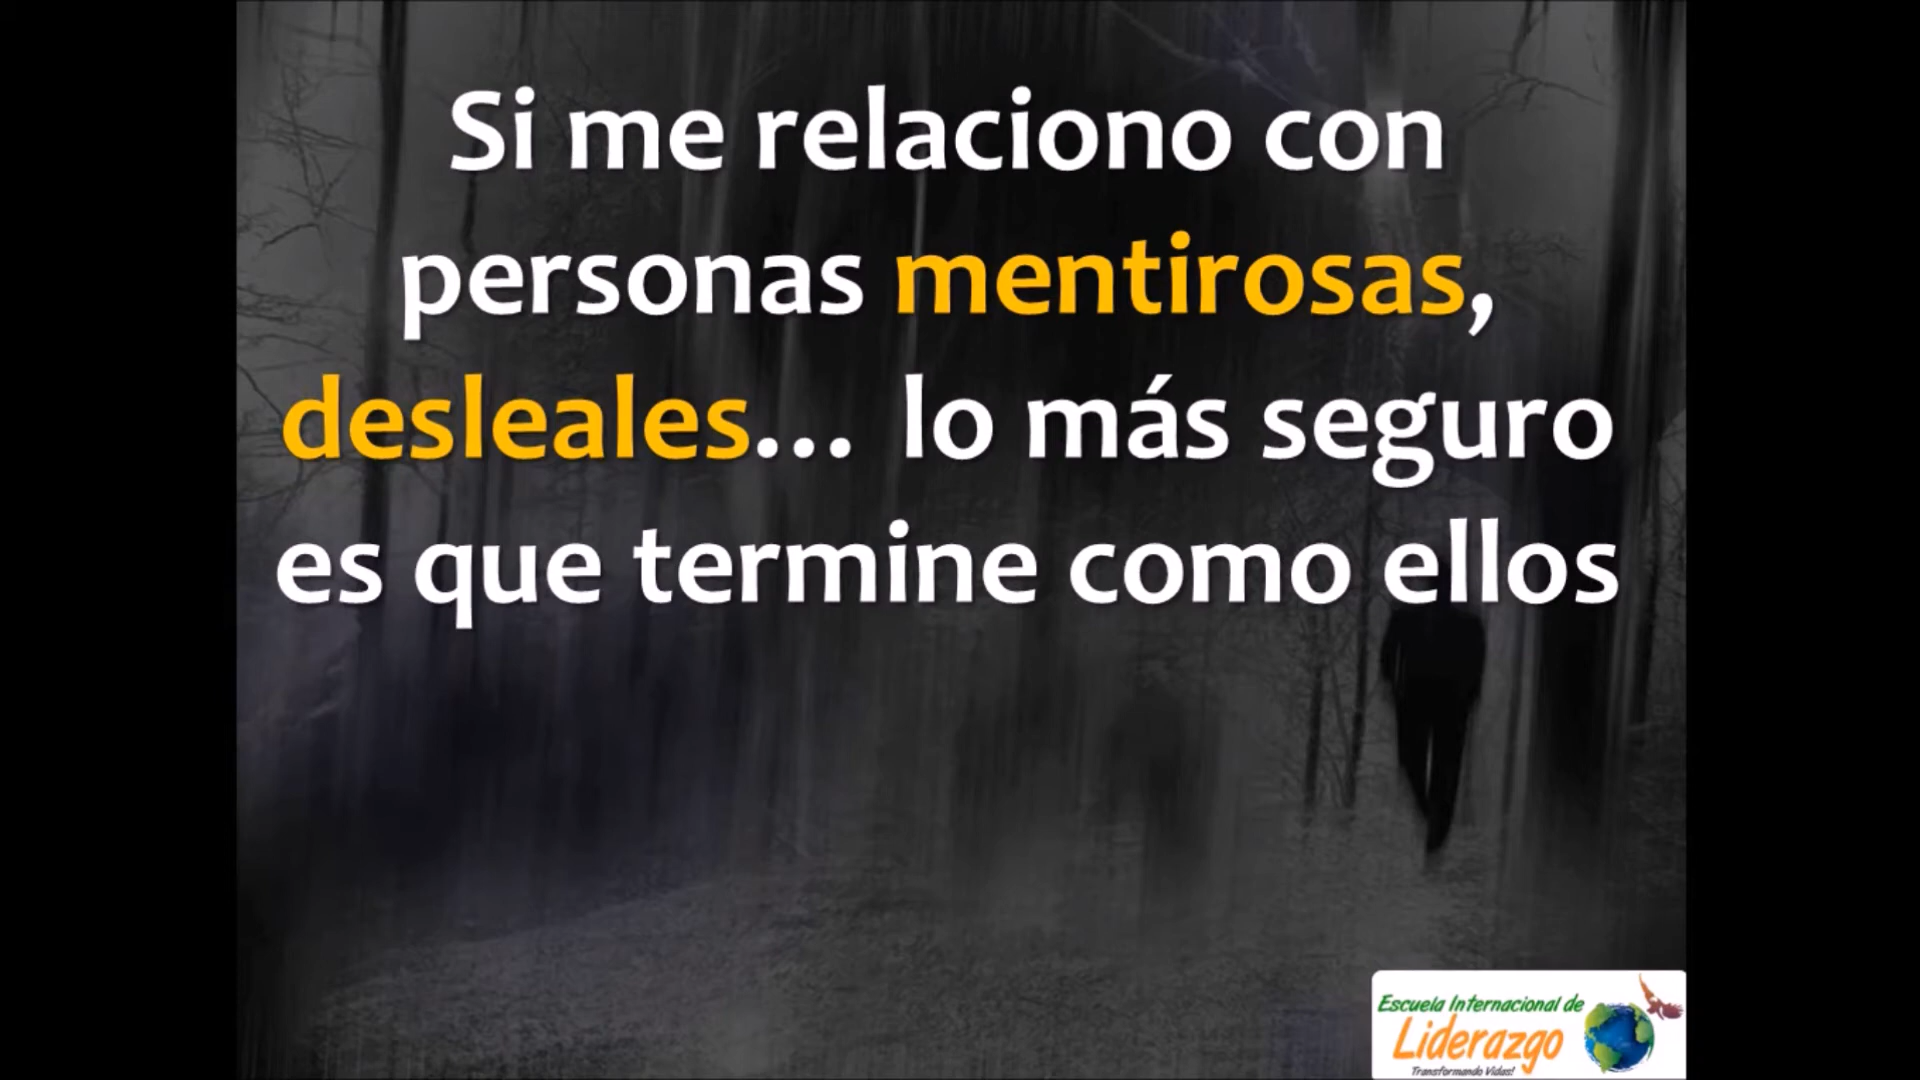 Si me relaciono con
personas mentirosas,
desleales... lo más seguro
es que termine como ellos
Escuela Internacional de
Liderazgo
Transformando Vidas!